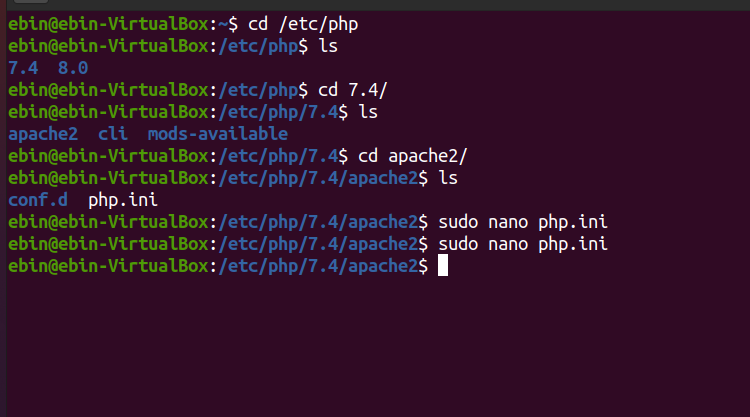 ebin@ebin-VirtualBox:~$ cd /etc/php
ebin@ebin-VirtualBox:/etc/php$ ls
7.4  8.0
ebin@ebin-VirtualBox:/etc/php$ cd 7.4/
ebin@ebin-VirtualBox:/etc/php/7.4$ ls
apache2  cli  mods-available
ebin@ebin-VirtualBox:/etc/php/7.4$ cd apache2/
ebin@ebin-VirtualBox:/etc/php/7.4/apache2$ ls
conf.d  php.ini
ebin@ebin-VirtualBox:/etc/php/7.4/apache2$ sudo nano php.ini
ebin@ebin-VirtualBox:/etc/php/7.4/apache2$ sudo nano php.ini
ebin@ebin-VirtualBox:/etc/php/7.4/apache2$